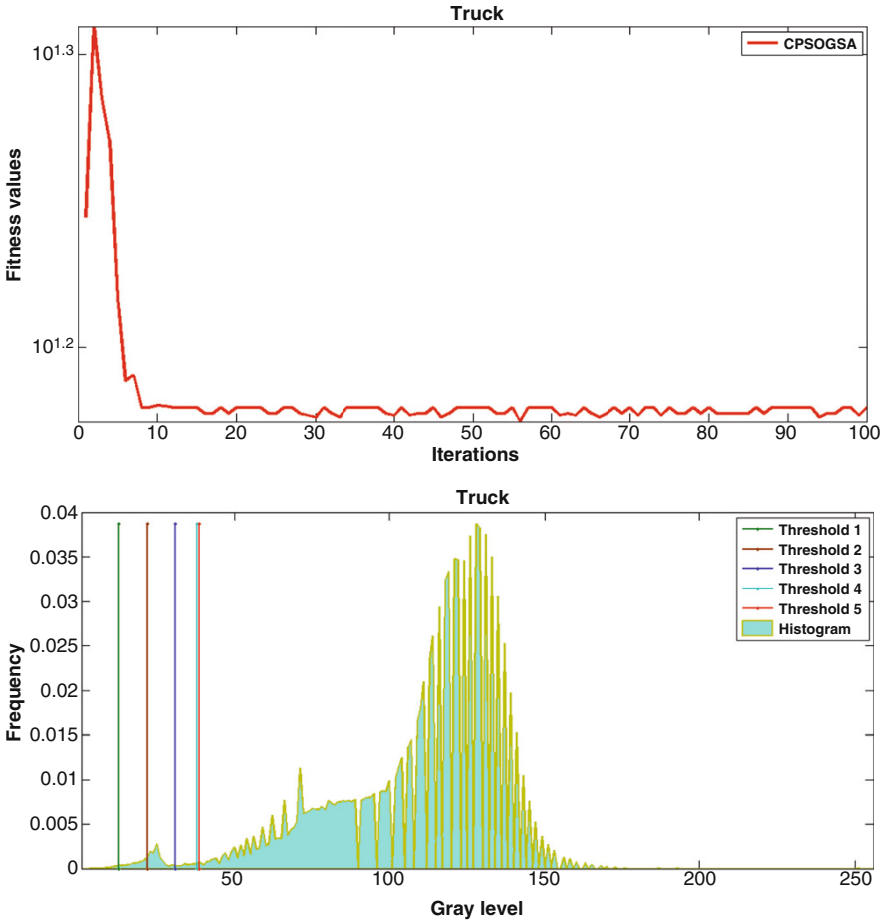 Truck
10^1.3
CPSOGSA
Fitness values
10^1.2
0 10 20 30 40 50 60 70 80 90 100
Iterations
Truck
0.04
0.035
0.03
0.025
0.02
0.015
0.01
0.005
0
Threshold 1
Threshold 2
Threshold 3
Threshold 4
Threshold 5
Histogram
Frequency
50 100 150 200 250
Gray level